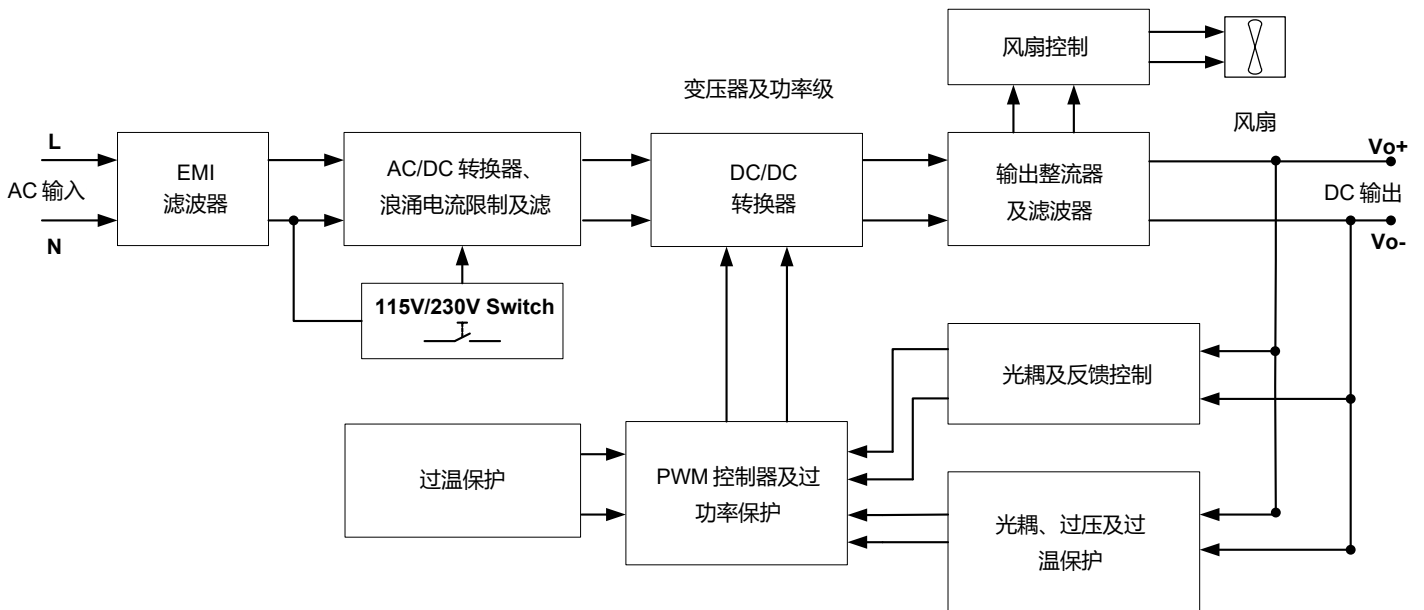 风扇控制
变压器及功率级
风扇
L
AC 输入
N
EMI
滤波器
AC/DC 转换器、
浪涌电流限制及滤
DC/DC
转换器
输出整流器
及滤波器
Vo+
DC 输出
Vo-
115V/230V Switch
光耦及反馈控制
过温保护
PWM 控制器及过
功率保护
光耦、过压及过
温保护